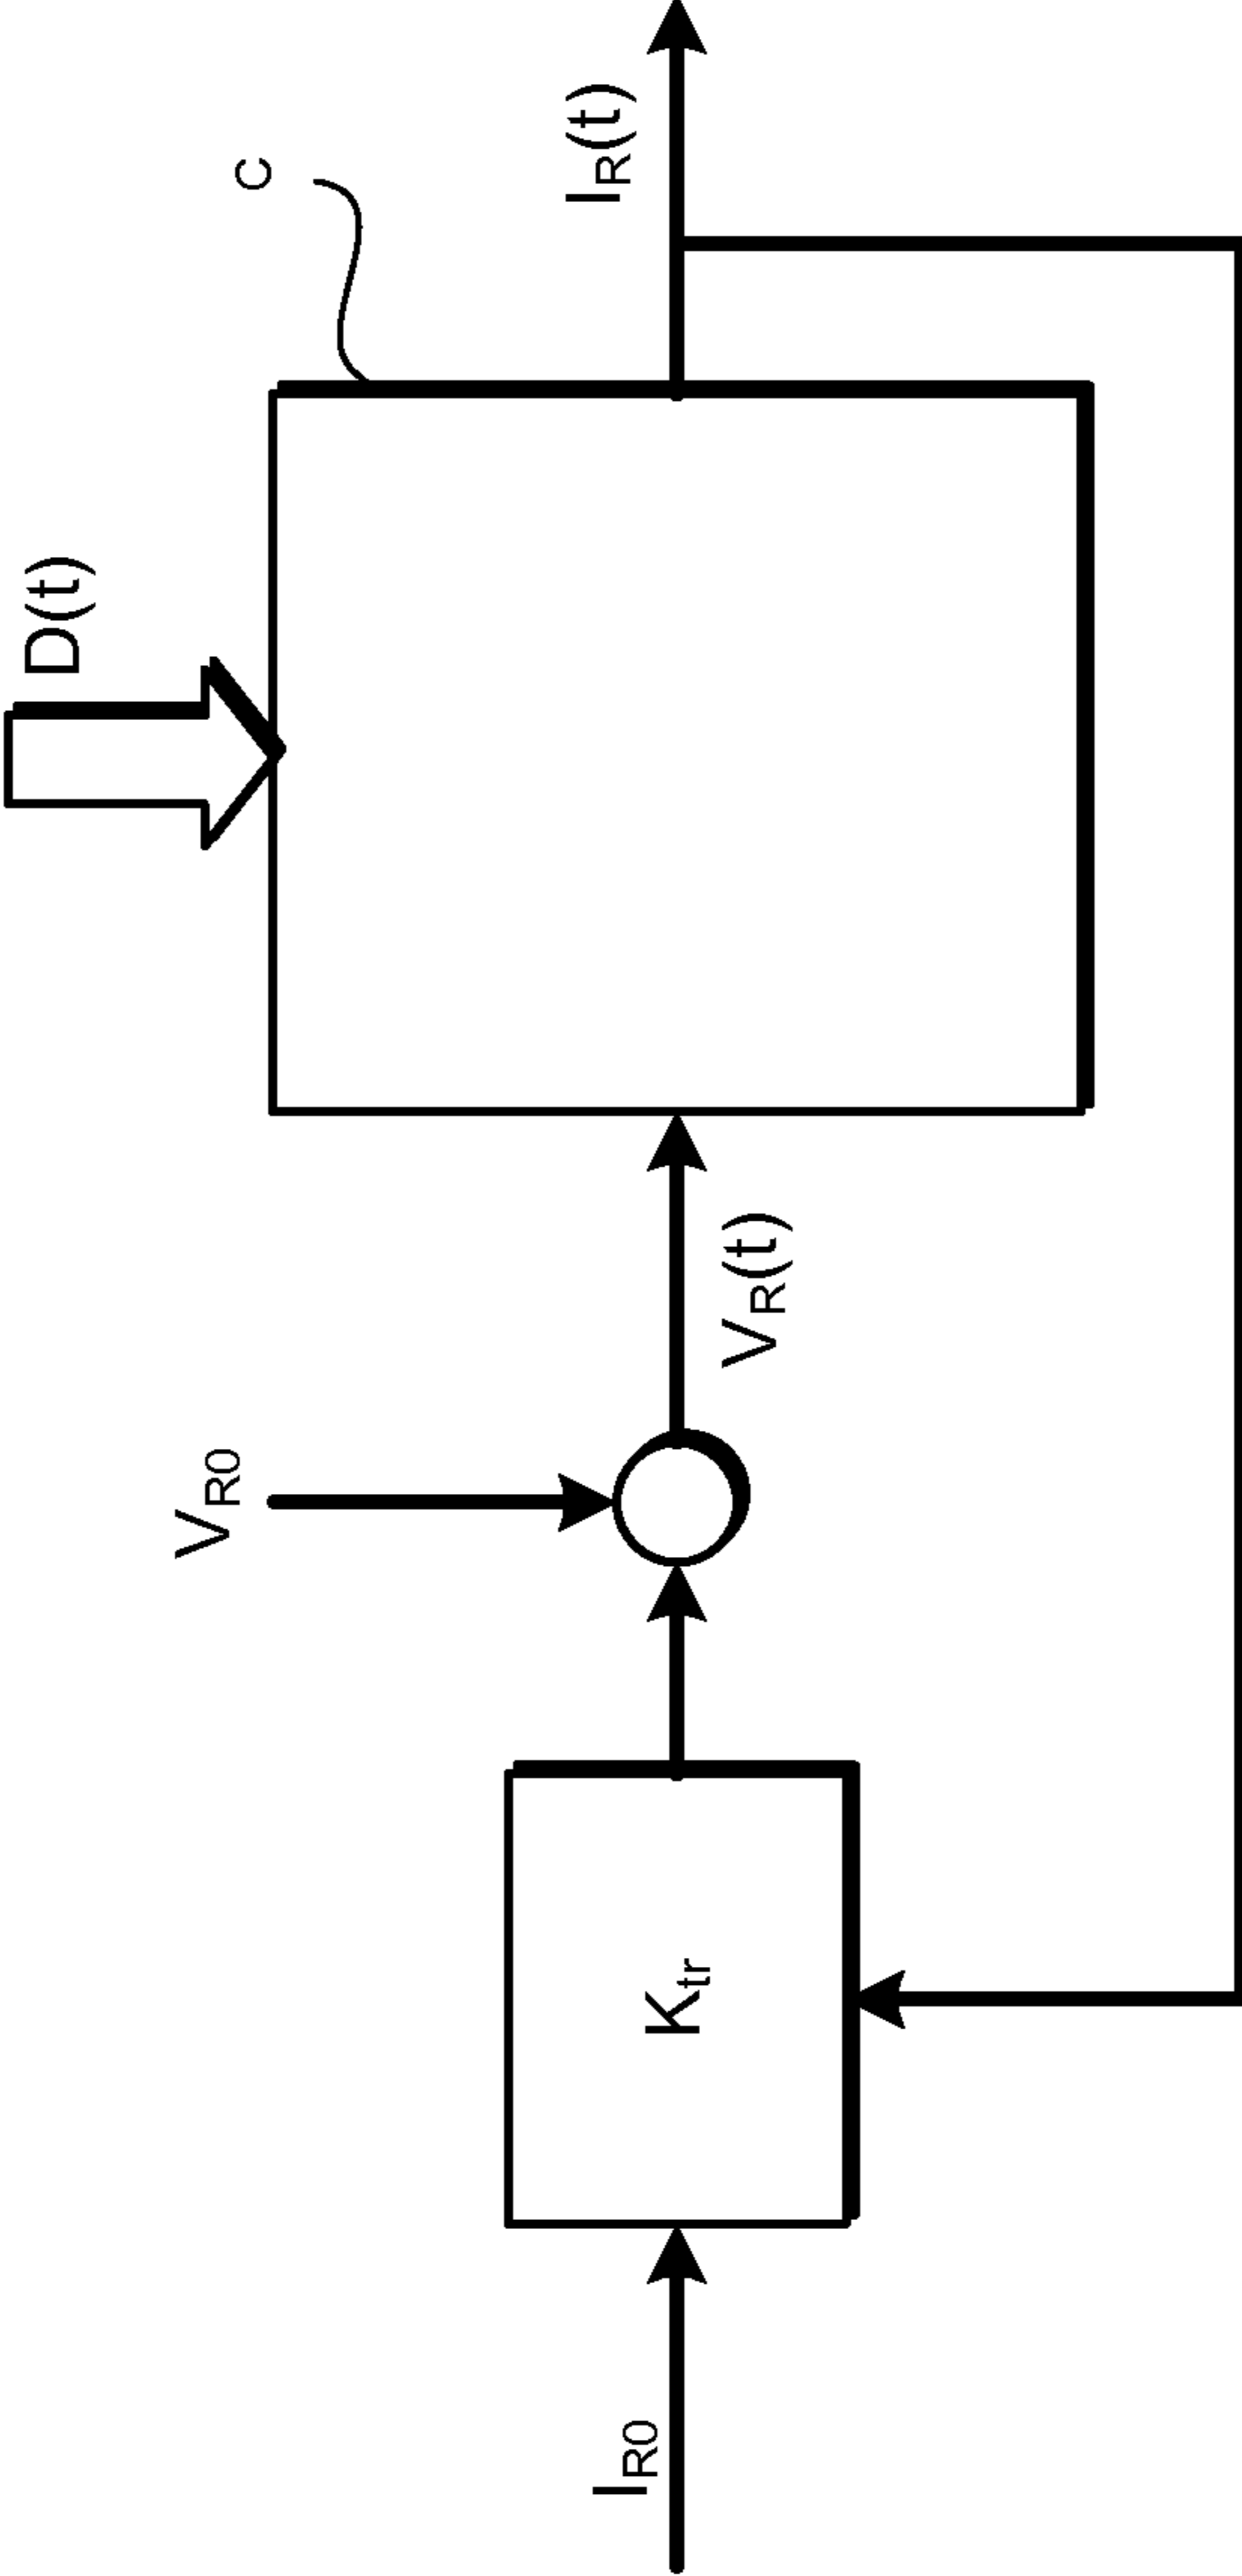 D(t)
C
V_R0
I_R(t)
V_R(t)
K_tr
I_R0